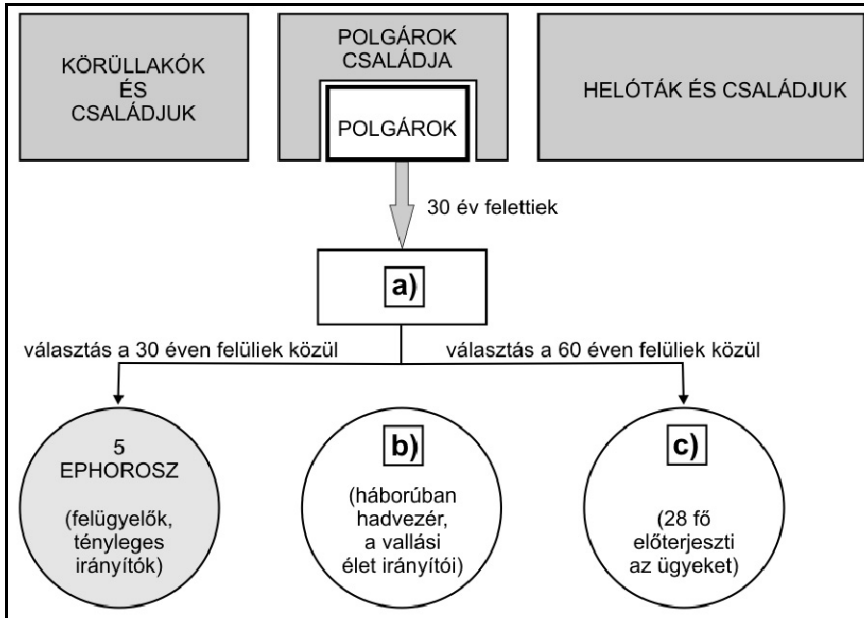 KÖRÜLLAKÓK
ÉS
CSALÁDJUK
POLGÁROK
CSALÁDJA
POLGÁROK
HELÓTÁK ÉS CSALÁDJUK
30 év felettiek
a)
választás a 30 éven felüliek közül
választás a 60 éven felüliek közül
5
EPHOROSZ
(felügyelők,
tényleges
irányítók)
b)
(háborúban
hadvezér,
a vallási
élet irányítói)
c)
(28 fő
előterjeszti
az ügyeket)